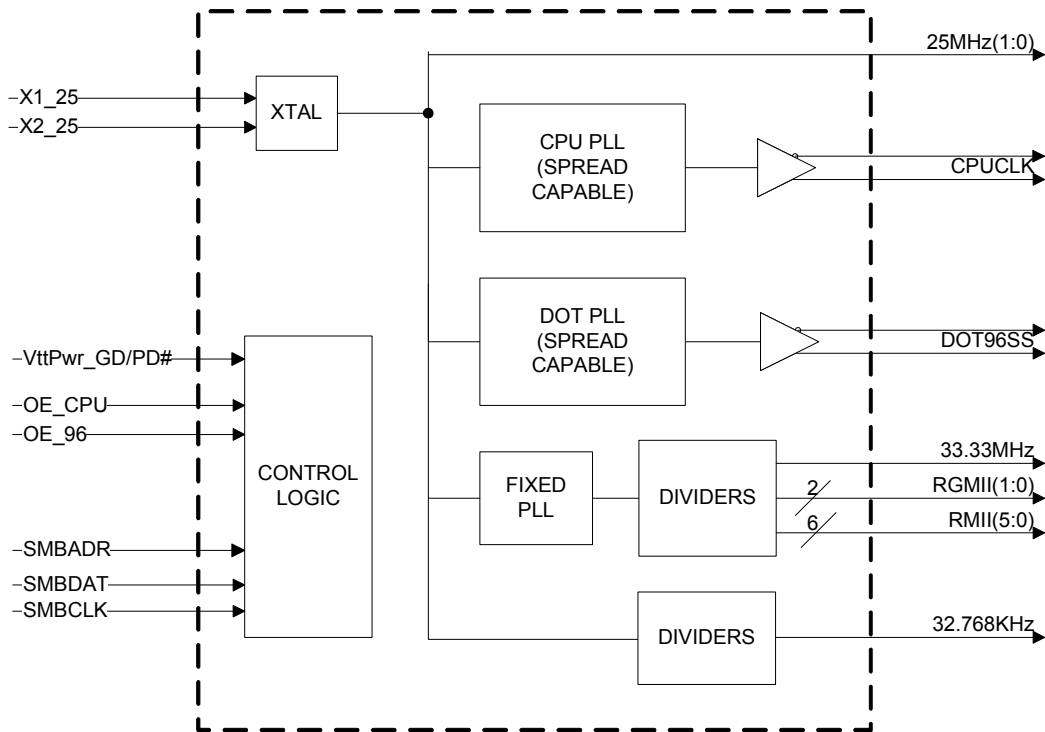 25MHz(1:0)
X1_25
X2_25
XTAL
CPU PLL
(SPREAD
CAPABLE)
CPUCLK
DOT PLL
(SPREAD
CAPABLE)
DOT96SS
VttPwr_GD/PD#
OE_CPU
OE_96
CONTROL
LOGIC
SMBADR
SMBDAT
SMBCLK
FIXED
PLL
DIVIDERS
33.33MHz
2
RGMII(1:0)
6
RMII(5:0)
DIVIDERS
32.768KHz